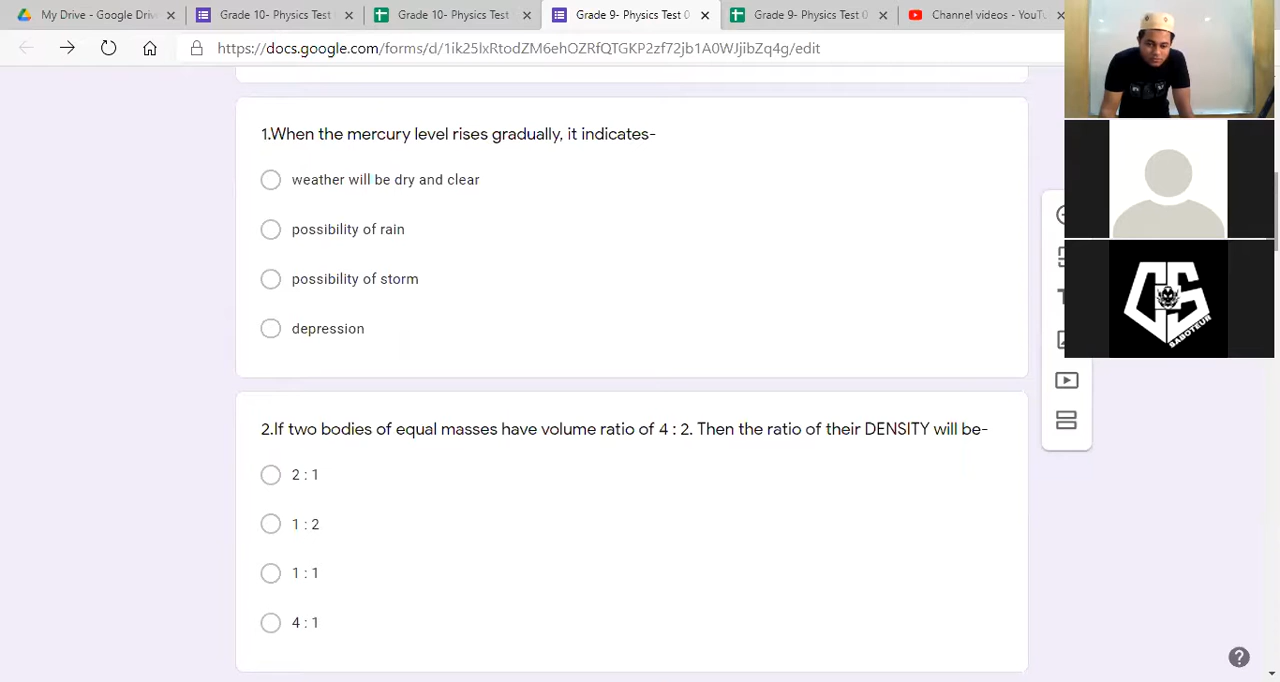 My Drive - Google Driv
Grade 10- Physics Test
Grade 10- Physics Test
Grade 9- Physics Test 0
Grade 9- Physics Test 0
Channel videos - YouTu
https://docs.google.com/forms/d/1ik25lxRtodZM6ehOZRfQTGKP2zf72jb1A0WJjibZq4g/edit
1.When the mercury level rises gradually, it indicates-
weather will be dry and clear
possibility of rain
possibility of storm
depression
2.If two bodies of equal masses have volume ratio of 4 : 2. Then the ratio of their DENSITY will be-
2 : 1
1 : 2
1 : 1
4 : 1
SABOTEUR